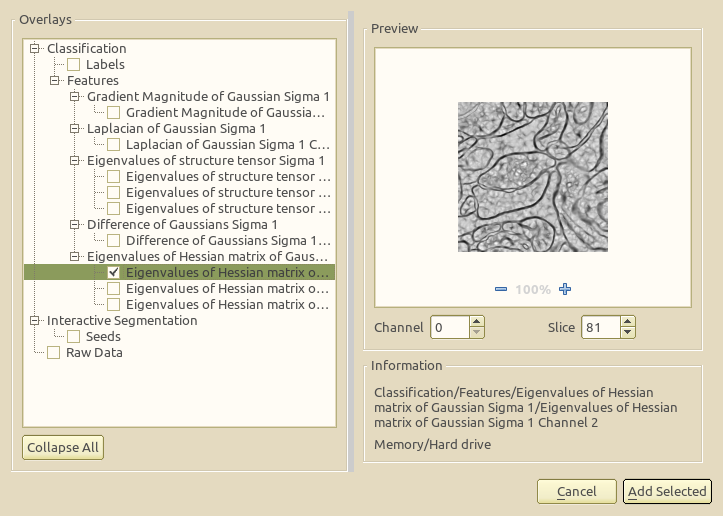 Overlays
Classification
Labels
Features
Gradient Magnitude of Gaussian Sigma 1
Gradient Magnitude of Gaussia...
Laplacian of Gaussian Sigma 1
Laplacian of Gaussian Sigma 1 C...
Eigenvalues of structure tensor Sigma 1
Eigenvalues of structure tensor ...
Eigenvalues of structure tensor ...
Eigenvalues of structure tensor ...
Difference of Gaussians Sigma 1
Difference of Gaussians Sigma 1...
Eigenvalues of Hessian matrix of Gaus...
Eigenvalues of Hessian matrix o...
Eigenvalues of Hessian matrix o...
Eigenvalues of Hessian matrix o...
Interactive Segmentation
Seeds
Raw Data
Collapse All
Preview
100%
Channel 0 Slice 81
Information
Classification/Features/Eigenvalues of Hessian
matrix of Gaussian Sigma 1/Eigenvalues of Hessian
matrix of Gaussian Sigma 1 Channel 2
Memory/Hard drive
Cancel Add Selected